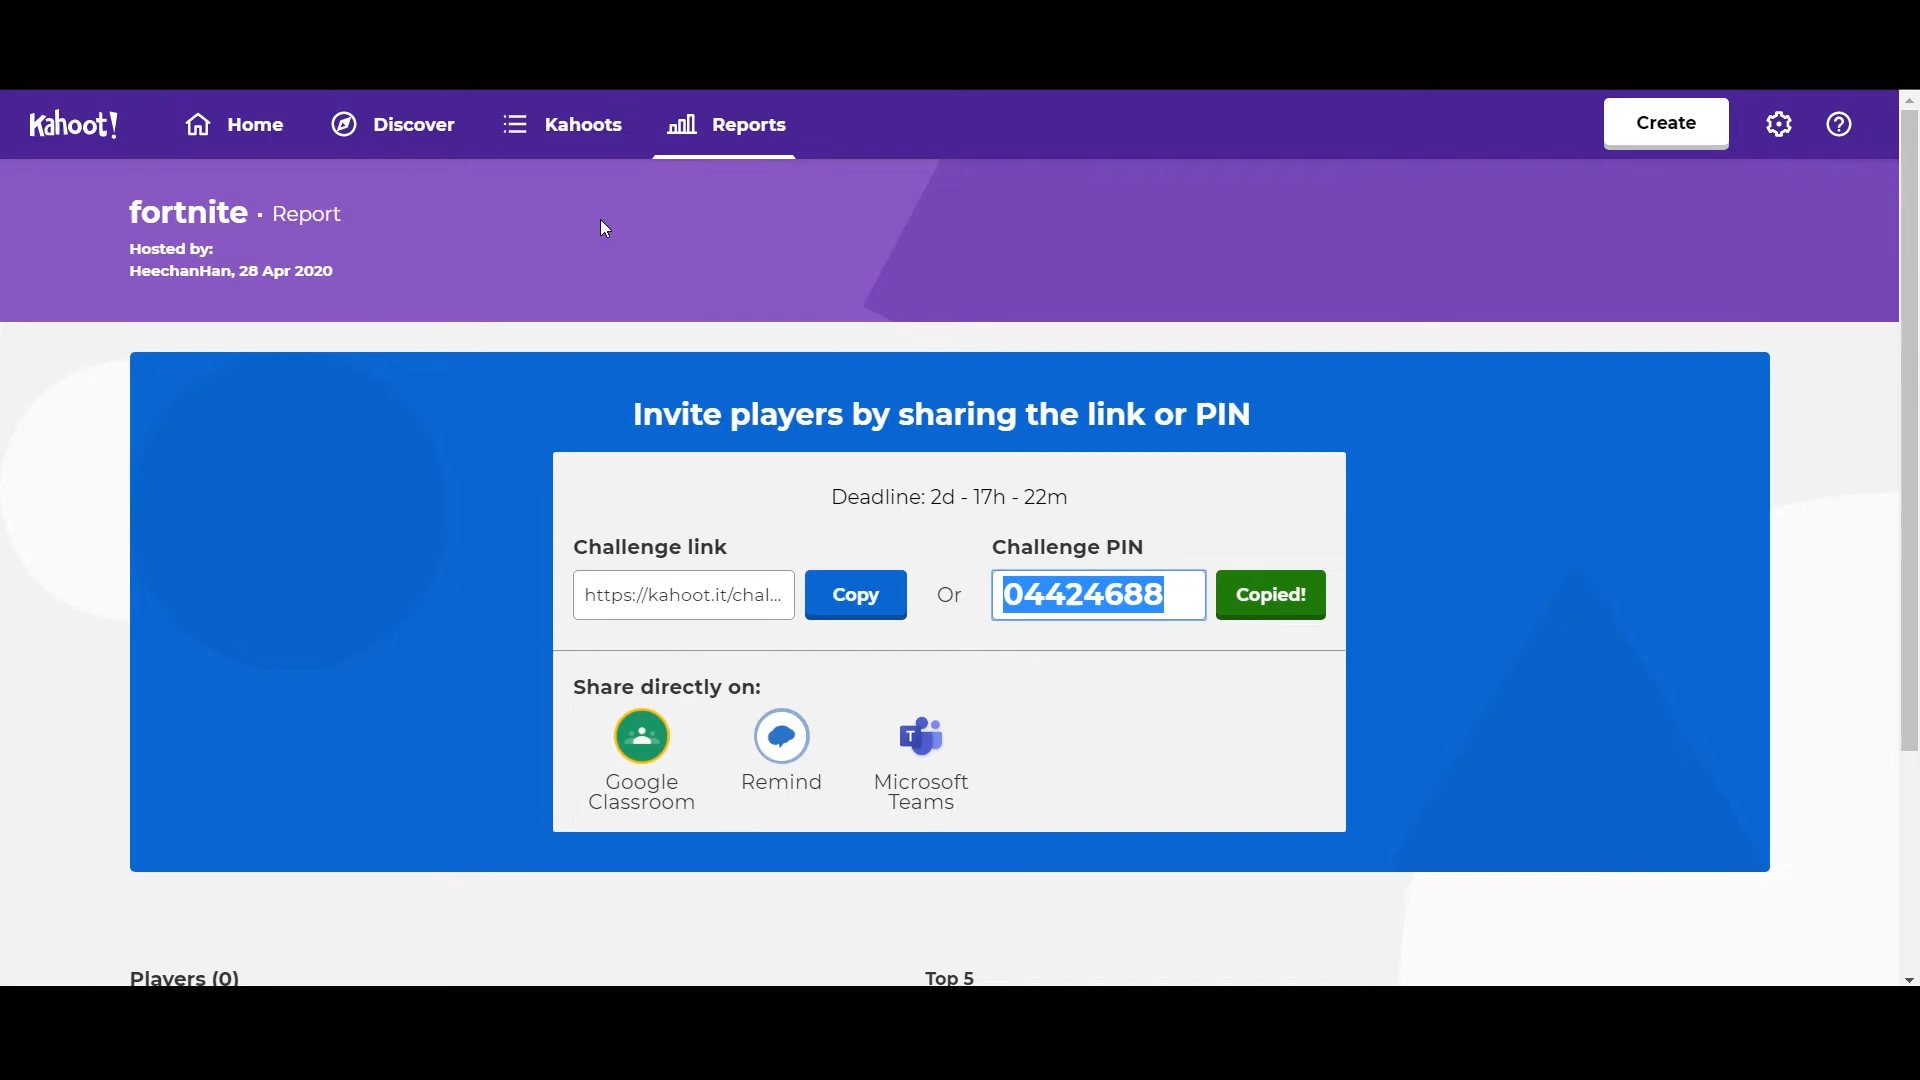 Kahoot!
Home
Discover
Kahoots
Reports
Create
fortnite · Report
Hosted by:
HeechanHan, 28 Apr 2020
Invite players by sharing the link or PIN
Deadline: 2d - 17h - 22m
Challenge link
Challenge PIN
https://kahoot.it/chal...
Copy
Or
04424688
Copied!
Share directly on:
Google
Classroom
Remind
T
Microsoft
Teams
Players (0)
Top 5